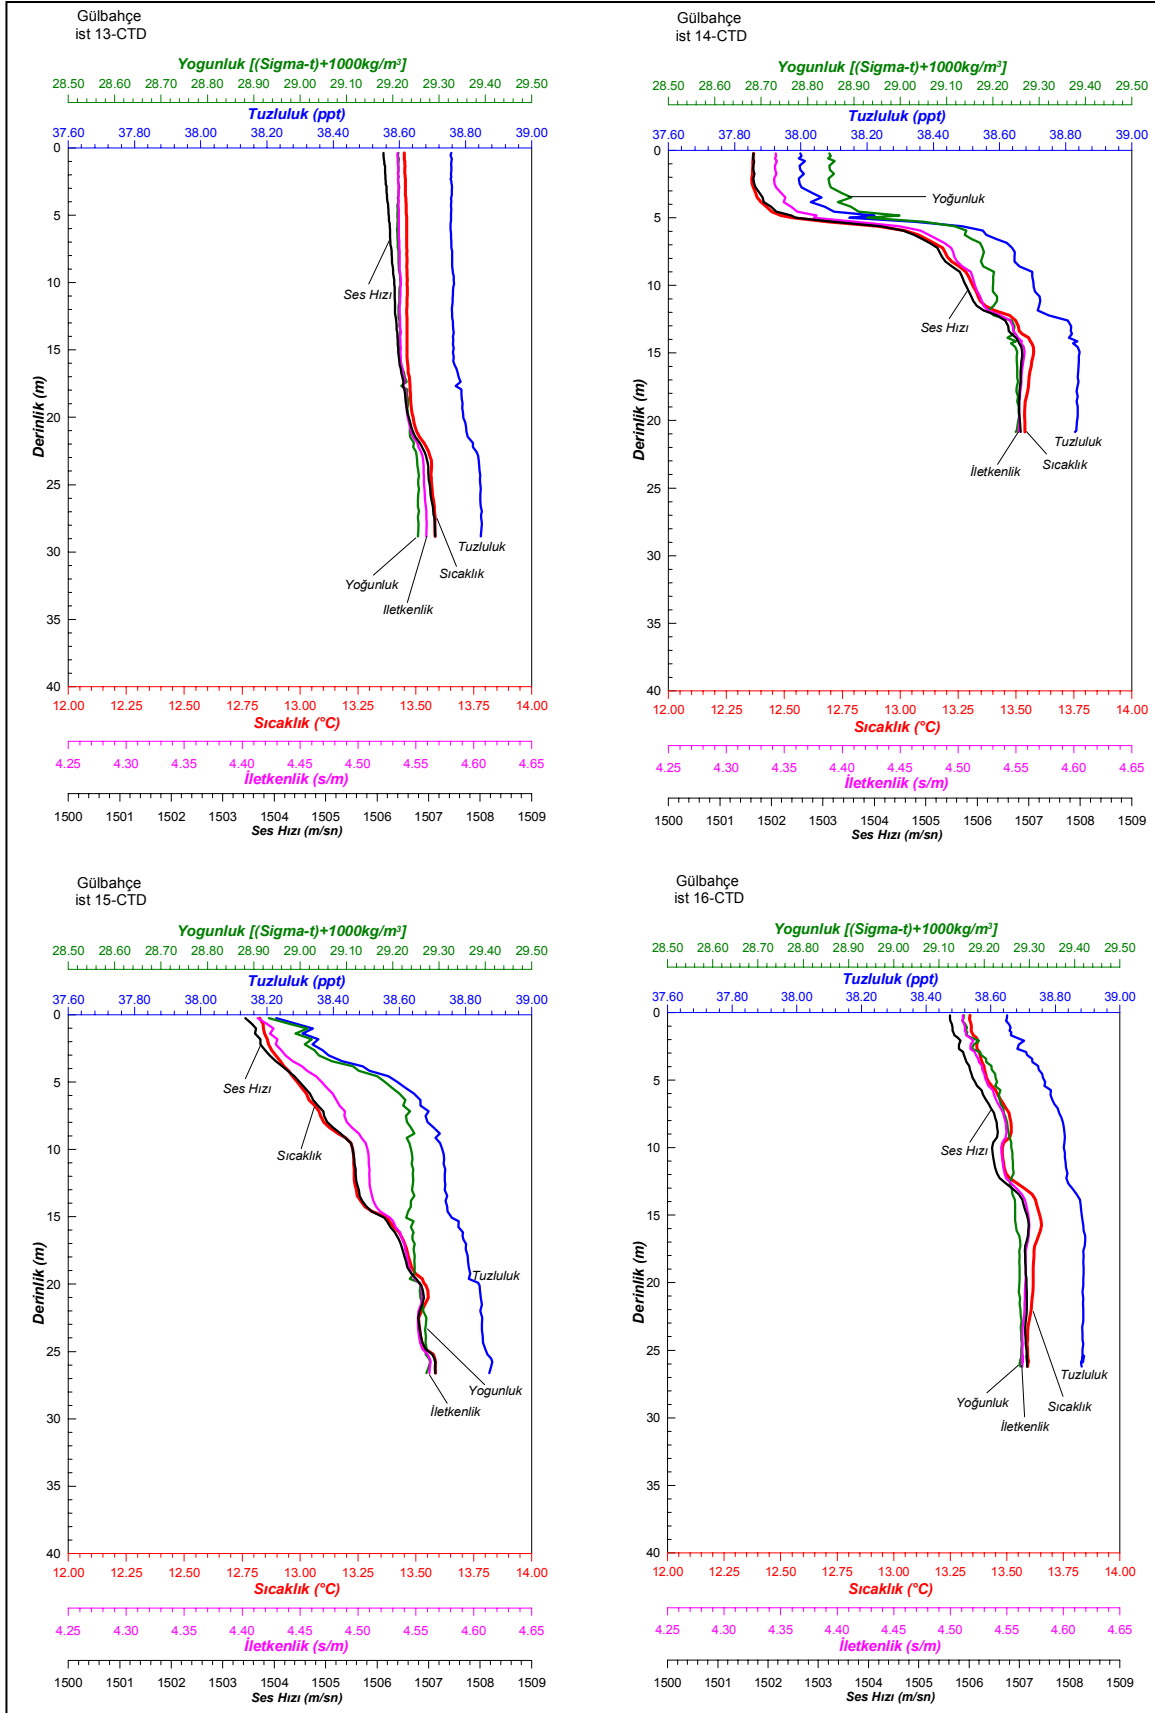 Gülbahçe
ist 13-CTD
Yogunluk [(Sigma-t)+1000kg/m³]
28.50 28.60 28.70 28.80 28.90 29.00 29.10 29.20 29.30 29.40 29.50
Tuzluluk (ppt)
37.60 37.80 38.00 38.20 38.40 38.60 38.80 39.00
0
5
10
15
20
25
30
35
40
Derinlik (m)
Ses Hızı
Tuzluluk
Sıcaklık
Yoğunluk
Iletkenlik
12.00 12.25 12.50 12.75 13.00 13.25 13.50 13.75 14.00
Sıcaklık (°C)
4.25 4.30 4.35 4.40 4.45 4.50 4.55 4.60 4.65
İletkenlik (s/m)
1500 1501 1502 1503 1504 1505 1506 1507 1508 1509
Ses Hızı (m/sn)
Gülbahçe
ist 14-CTD
Yogunluk [(Sigma-t)+1000kg/m³]
28.50 28.60 28.70 28.80 28.90 29.00 29.10 29.20 29.30 29.40 29.50
Tuzluluk (ppt)
37.60 37.80 38.00 38.20 38.40 38.60 38.80 39.00
0
5
10
15
20
25
30
35
40
Derinlik (m)
Yoğunluk
Ses Hızı
Tuzluluk
İletkenlik
Sıcaklık
12.00 12.25 12.50 12.75 13.00 13.25 13.50 13.75 14.00
Sıcaklık (°C)
4.25 4.30 4.35 4.40 4.45 4.50 4.55 4.60 4.65
İletkenlik (s/m)
1500 1501 1502 1503 1504 1505 1506 1507 1508 1509
Ses Hızı (m/sn)
Gülbahçe
ist 15-CTD
Yogunluk [(Sigma-t)+1000kg/m³]
28.50 28.60 28.70 28.80 28.90 29.00 29.10 29.20 29.30 29.40 29.50
Tuzluluk (ppt)
37.60 37.80 38.00 38.20 38.40 38.60 38.80 39.00
0
5
10
15
20
25
30
35
40
Derinlik (m)
Ses Hızı
Sıcaklık
Tuzluluk
Yogunluk
İletkenlik
12.00 12.25 12.50 12.75 13.00 13.25 13.50 13.75 14.00
Sıcaklık (°C)
4.25 4.30 4.35 4.40 4.45 4.50 4.55 4.60 4.65
İletkenlik (s/m)
1500 1501 1502 1503 1504 1505 1506 1507 1508 1509
Ses Hızı (m/sn)
Gülbahçe
ist 16-CTD
Yogunluk [(Sigma-t)+1000kg/m³]
28.50 28.60 28.70 28.80 28.90 29.00 29.10 29.20 29.30 29.40 29.50
Tuzluluk (ppt)
37.60 37.80 38.00 38.20 38.40 38.60 38.80 39.00
0
5
10
15
20
25
30
35
40
Derinlik (m)
Ses Hızı
Tuzluluk
Yoğunluk
Sıcaklık
İletkenlik
12.00 12.25 12.50 12.75 13.00 13.25 13.50 13.75 14.00
Sıcaklık (°C)
4.25 4.30 4.35 4.40 4.45 4.50 4.55 4.60 4.65
İletkenlik (s/m)
1500 1501 1502 1503 1504 1505 1506 1507 1508 1509
Ses Hızı (m/sn)